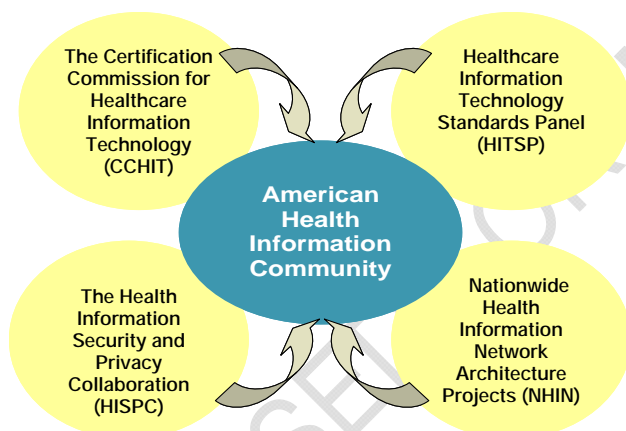 The Certification
Commission for
Healthcare
Information
Technology
(CCHIT)
Healthcare
Information
Technology
Standards Panel
(HITSP)
American
Health
Information
Community
The Health
Information
Security and
Privacy
Collaboration
(HISPC)
Nationwide
Health
Information
Network
Architecture
Projects (NHIN)